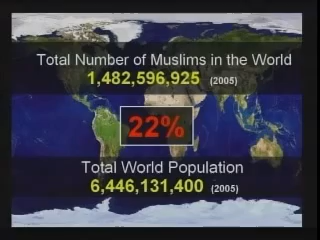 Total Number of Muslims in the World
1,482,596,925 (2005)
22%
Total World Population
6,446,131,400 (2005)